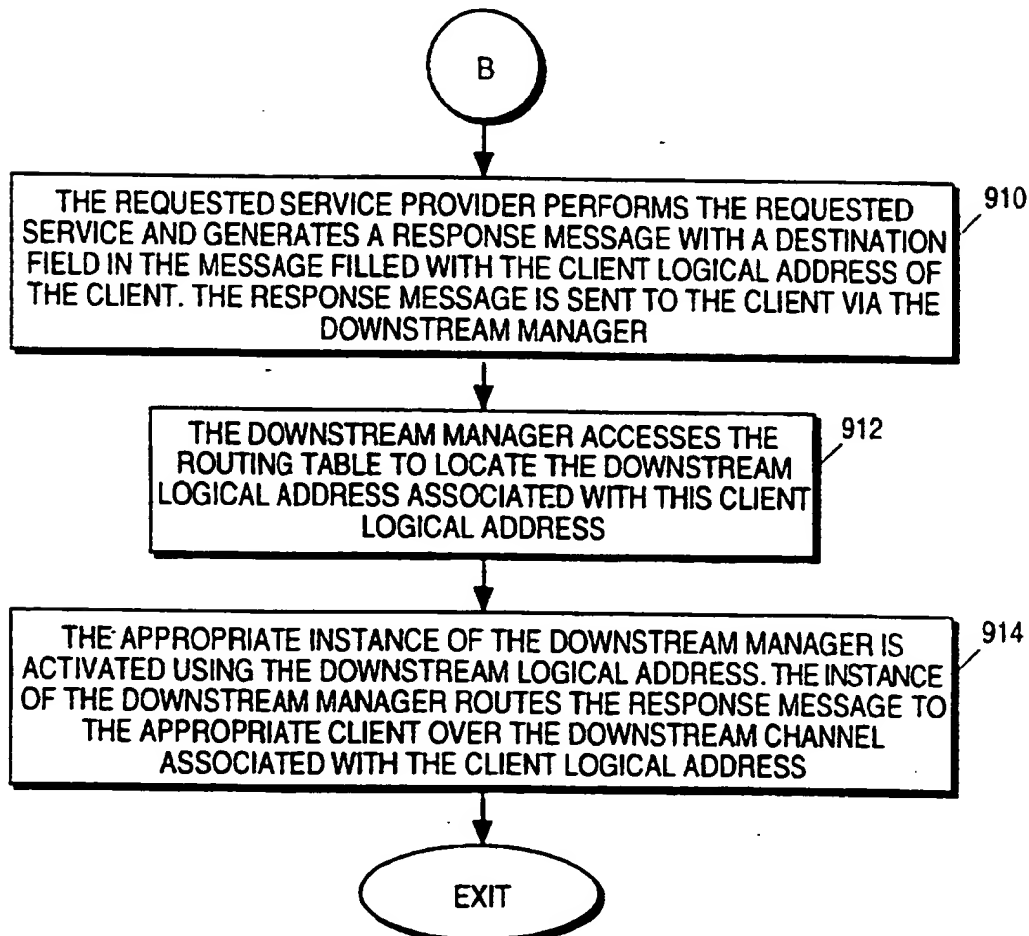 B
910
THE REQUESTED SERVICE PROVIDER PERFORMS THE REQUESTED
SERVICE AND GENERATES A RESPONSE MESSAGE WITH A DESTINATION
FIELD IN THE MESSAGE FILLED WITH THE CLIENT LOGICAL ADDRESS OF
THE CLIENT. THE RESPONSE MESSAGE IS SENT TO THE CLIENT VIA THE
DOWNSTREAM MANAGER
912
THE DOWNSTREAM MANAGER ACCESSES THE
ROUTING TABLE TO LOCATE THE DOWNSTREAM
LOGICAL ADDRESS ASSOCIATED WITH THIS CLIENT
LOGICAL ADDRESS
914
THE APPROPRIATE INSTANCE OF THE DOWNSTREAM MANAGER IS
ACTIVATED USING THE DOWNSTREAM LOGICAL ADDRESS. THE INSTANCE
OF THE DOWNSTREAM MANAGER ROUTES THE RESPONSE MESSAGE TO
THE APPROPRIATE CLIENT OVER THE DOWNSTREAM CHANNEL
ASSOCIATED WITH THE CLIENT LOGICAL ADDRESS
EXIT